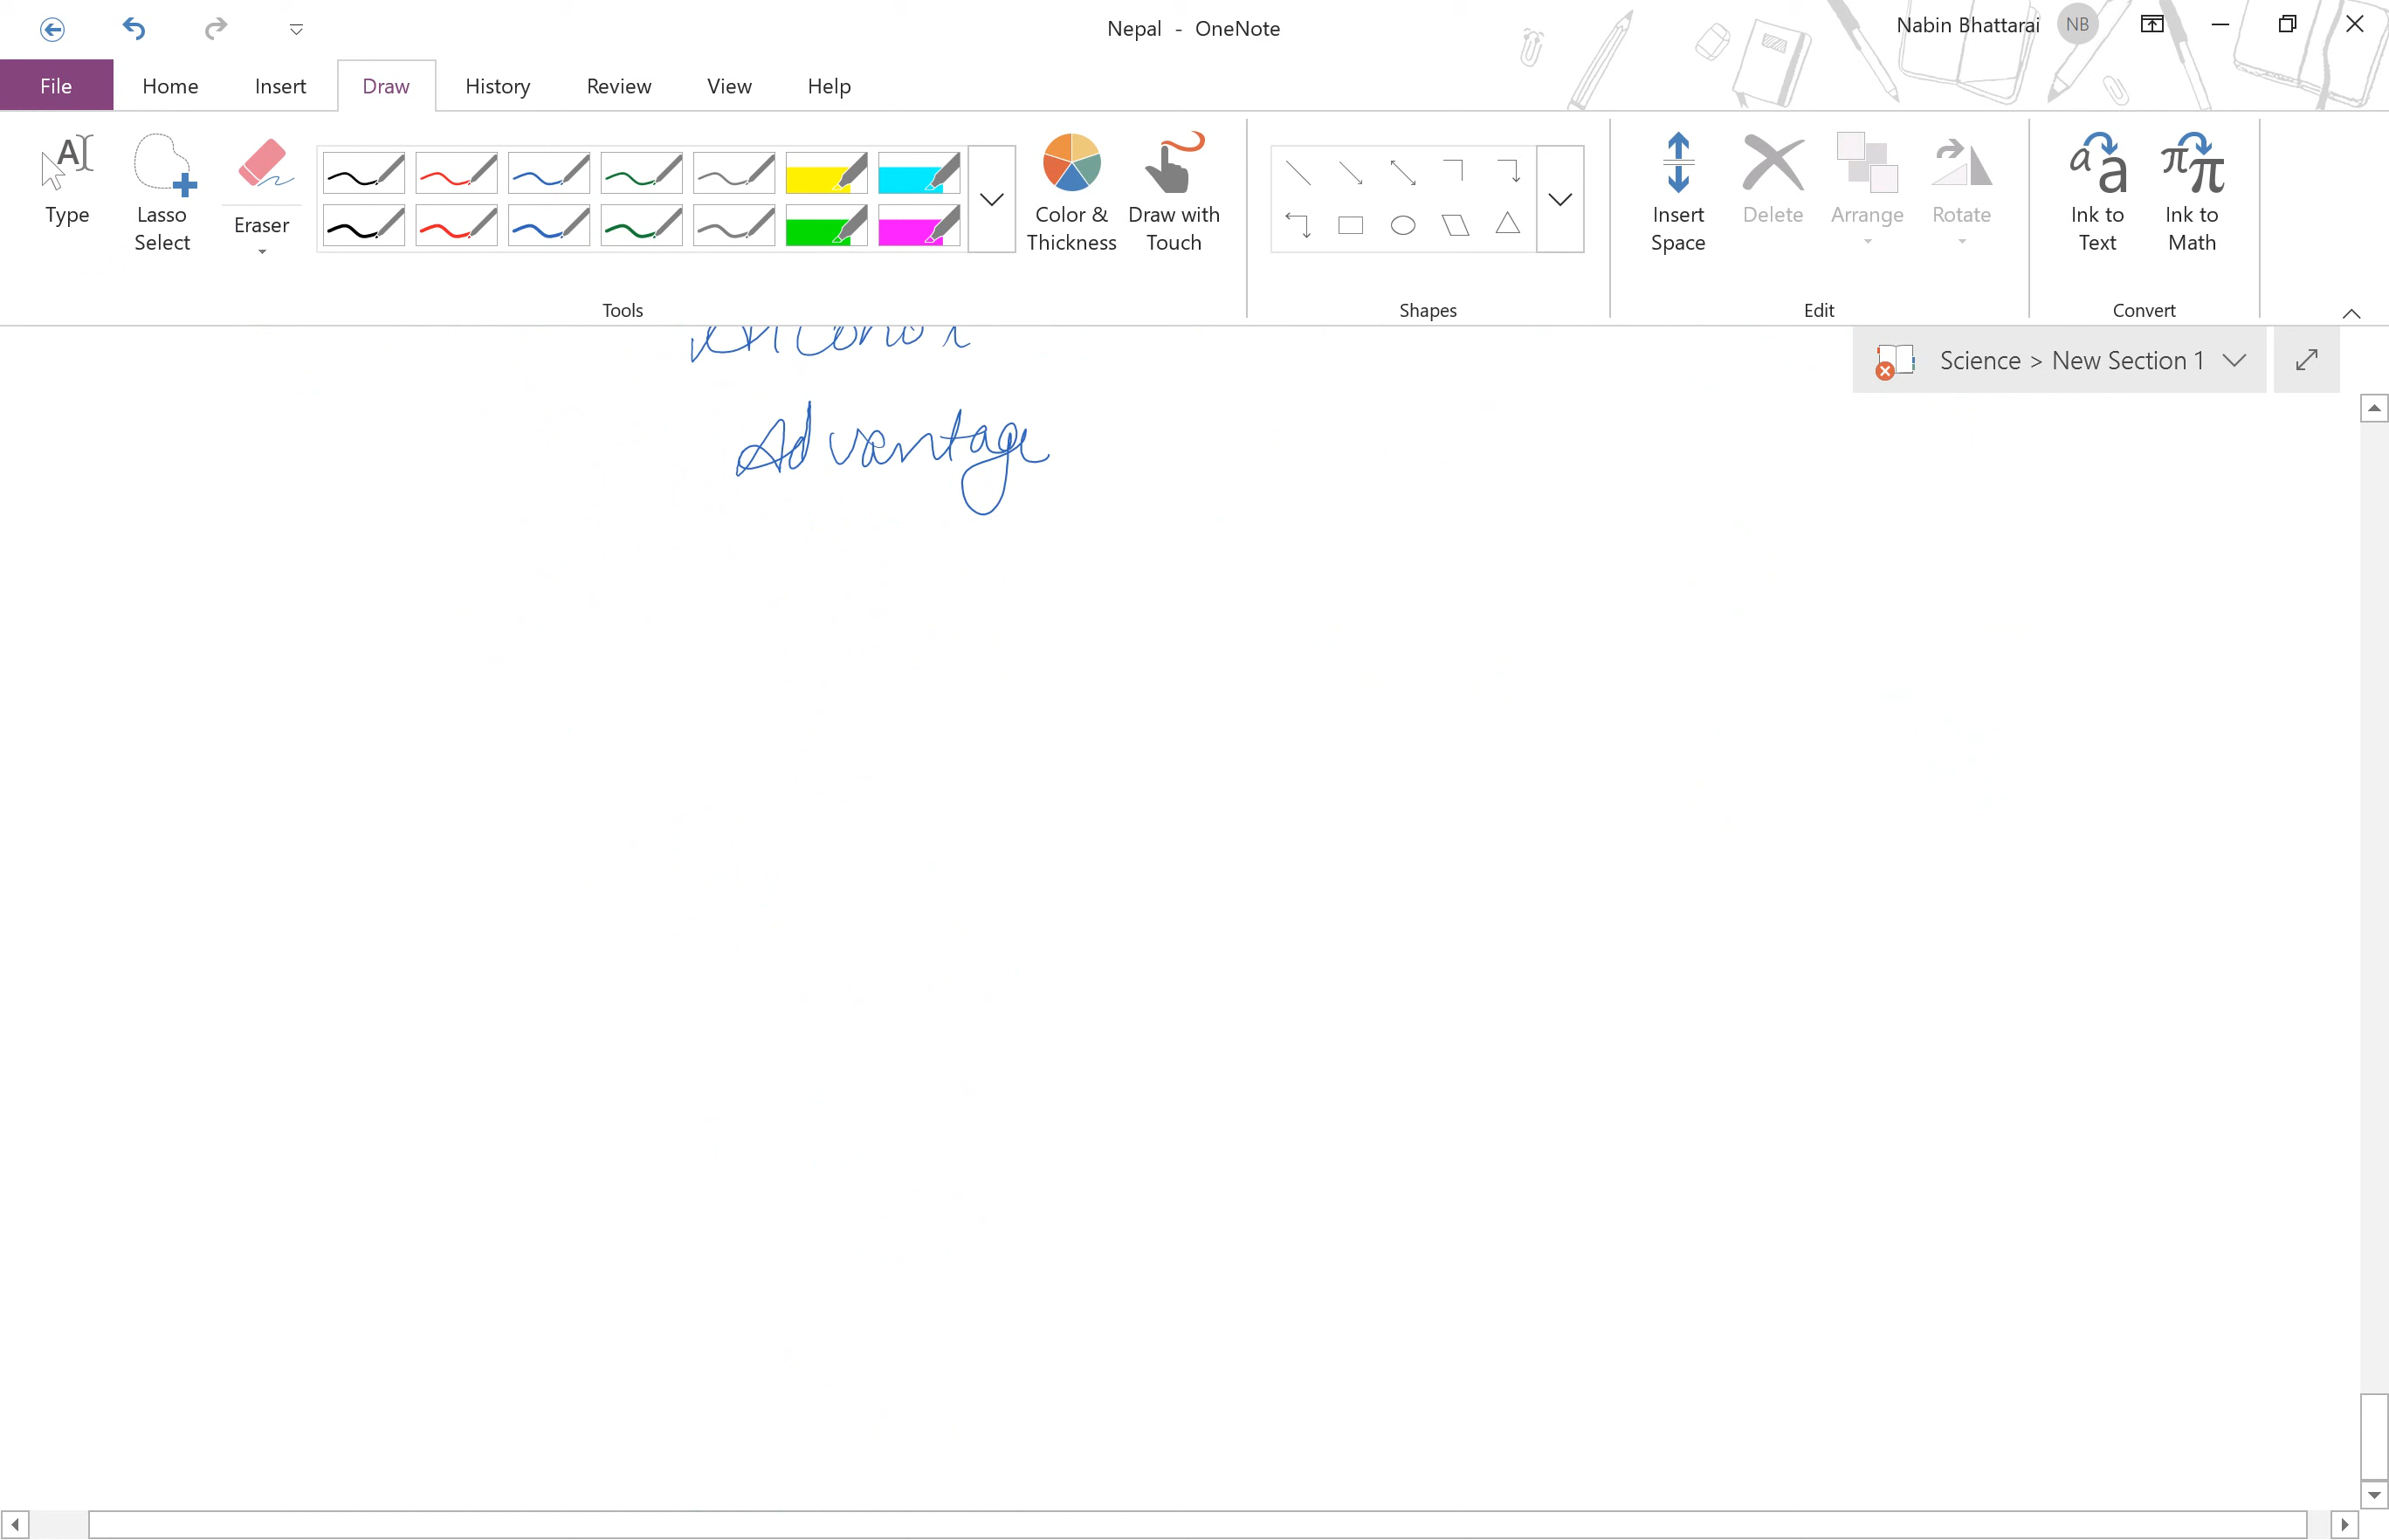 Nepal - OneNote
Nabin Bhattarai NB
File Home Insert Draw History Review View Help
Type
Lasso Select
Eraser
Color & Thickness
Draw with Touch
Insert Space
Delete
Arrange
Rotate
Ink to Text
Ink to Math
Tools Shapes Edit Convert
Science > New Section 1
Advantage